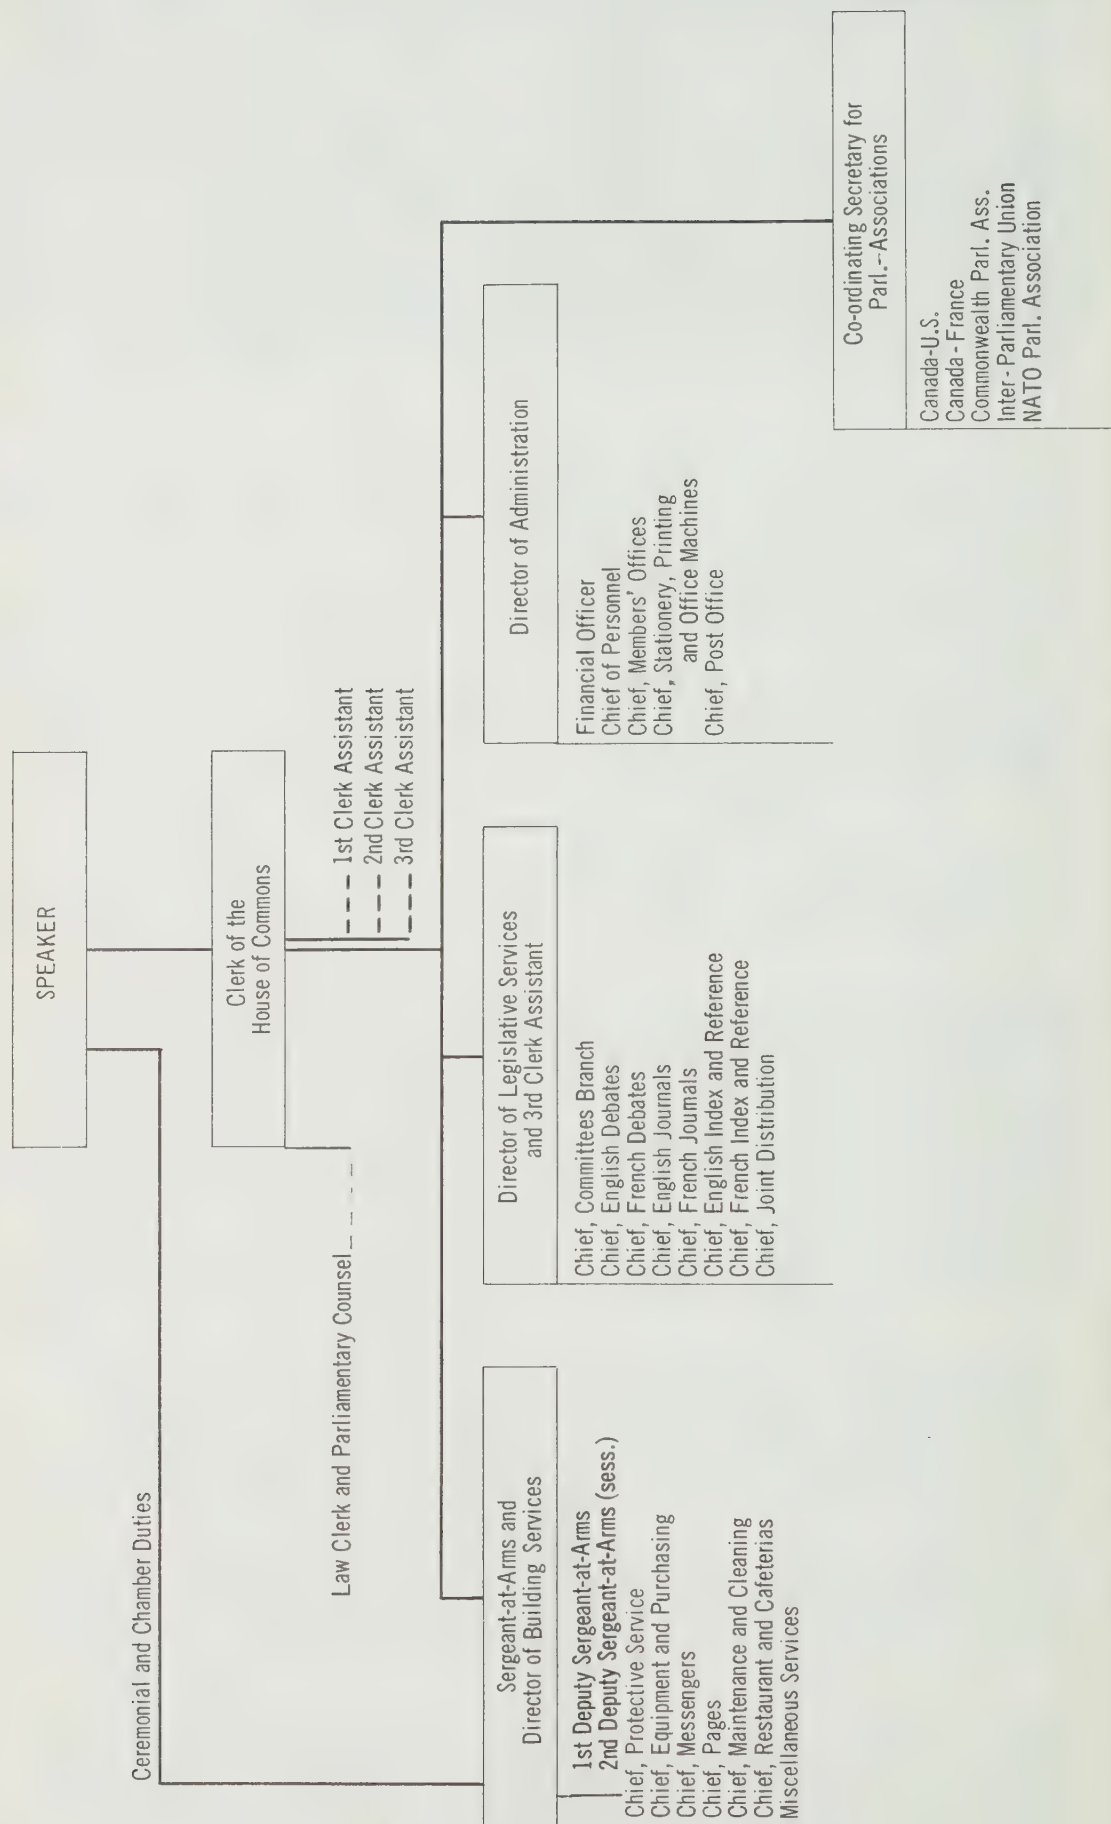 SPEAKER
Ceremonial and Chamber Duties
Clerk of the
House of Commons
Law Clerk and Parliamentary Counsel
1st Clerk Assistant
2nd Clerk Assistant
3rd Clerk Assistant
Sergeant-at-Arms and
Director of Building Services
1st Deputy Sergeant-at-Arms
2nd Deputy Sergeant-at-Arms (sess.)
Chief, Protective Service
Chief, Equipment and Purchasing
Chief, Messengers
Chief, Pages
Chief, Maintenance and Cleaning
Chief, Restaurant and Cafeterias
Miscellaneous Services
Director of Legislative Services
and 3rd Clerk Assistant
Chief, Committees Branch
Chief, English Debates
Chief, French Debates
Chief, English Journals
Chief, French Journals
Chief, English Index and Reference
Chief, French Index and Reference
Chief, Joint Distribution
Director of Administration
Financial Officer
Chief of Personnel
Chief, Members' Offices
Chief, Stationery, Printing
and Office Machines
Chief, Post Office
Co-ordinating Secretary for
Parl.-Associations
Canada-U.S.
Canada - France
Commonwealth Parl. Ass.
Inter - Parliamentary Union
NATO Parl. Association